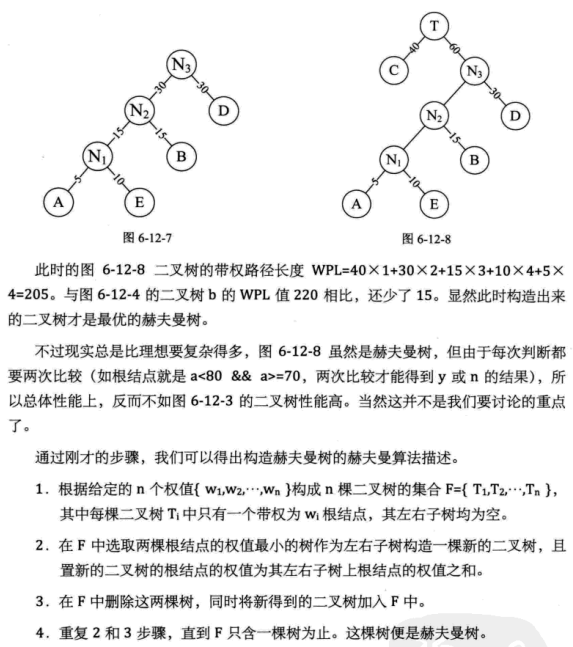 T
40
60
C
N₃
30
D
N₂
15
B
N₁
5
10
A
E
图 6-12-8
N₃
30
30
N₂
D
15
15
N₁
B
5
10
A
E
图 6-12-7
此时的图 6-12-8 二叉树的带权路径长度 WPL=40×1+30×2+15×3+10×4+5×
4=205。与图 6-12-4 的二叉树 b 的 WPL 值 220 相比，还少了 15。显然此时构造出来
的二叉树才是最优的赫夫曼树。
不过现实总是比理想要复杂得多，图 6-12-8 虽然是赫夫曼树，但由于每次判断都
要两次比较（如根结点就是 a<80 && a>=70，两次比较才能得到 y 或 n 的结果），所
以总体性能上，反而不如图 6-12-3 的二叉树性能高。当然这并不是我们要讨论的重点
了。
通过刚才的步骤，我们可以得出构造赫夫曼树的赫夫曼算法描述。
1．根据给定的 n 个权值{ w₁,w₂,…,wₙ }构成 n 棵二叉树的集合 F={ T₁,T₂,…,Tₙ }，
其中每棵二叉树 Tᵢ 中只有一个带权为 wᵢ 根结点，其左右子树均为空。
2．在 F 中选取两棵根结点的权值最小的树作为左右子树构造一棵新的二叉树，且
置新的二叉树的根结点的权值为其左右子树上根结点的权值之和。
3．在 F 中删除这两棵树，同时将新得到的二叉树加入 F 中。
4．重复 2 和 3 步骤，直到 F 只含一棵树为止。这棵树便是赫夫曼树。